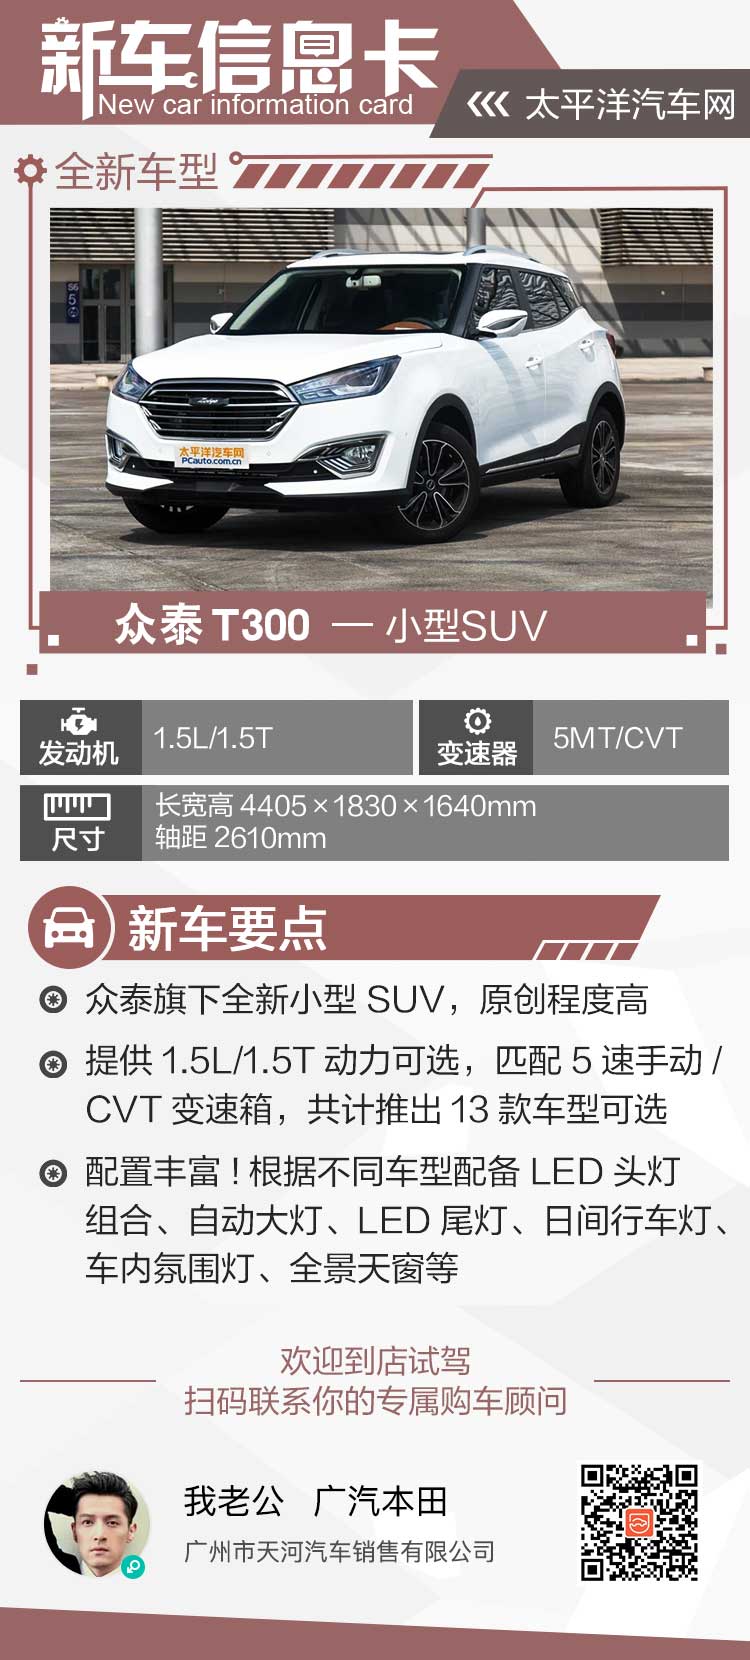 新车信息卡
New car information card
太平洋汽车网
全新车型
S6
5
太平洋汽车网
PCauto.com.cn
众泰 T300 — 小型SUV
发动机 1.5L/1.5T
变速器 5MT/CVT
尺寸
长宽高 4405×1830×1640mm
轴距 2610mm
新车要点
众泰旗下全新小型 SUV，原创程度高
提供 1.5L/1.5T 动力可选，匹配 5 速手动 /
CVT 变速箱，共计推出 13 款车型可选
配置丰富！根据不同车型配备 LED 头灯
组合、自动大灯、LED 尾灯、日间行车灯、
车内氛围灯、全景天窗等
欢迎到店试驾
扫码联系你的专属购车顾问
我老公 广汽本田
广州市天河汽车销售有限公司